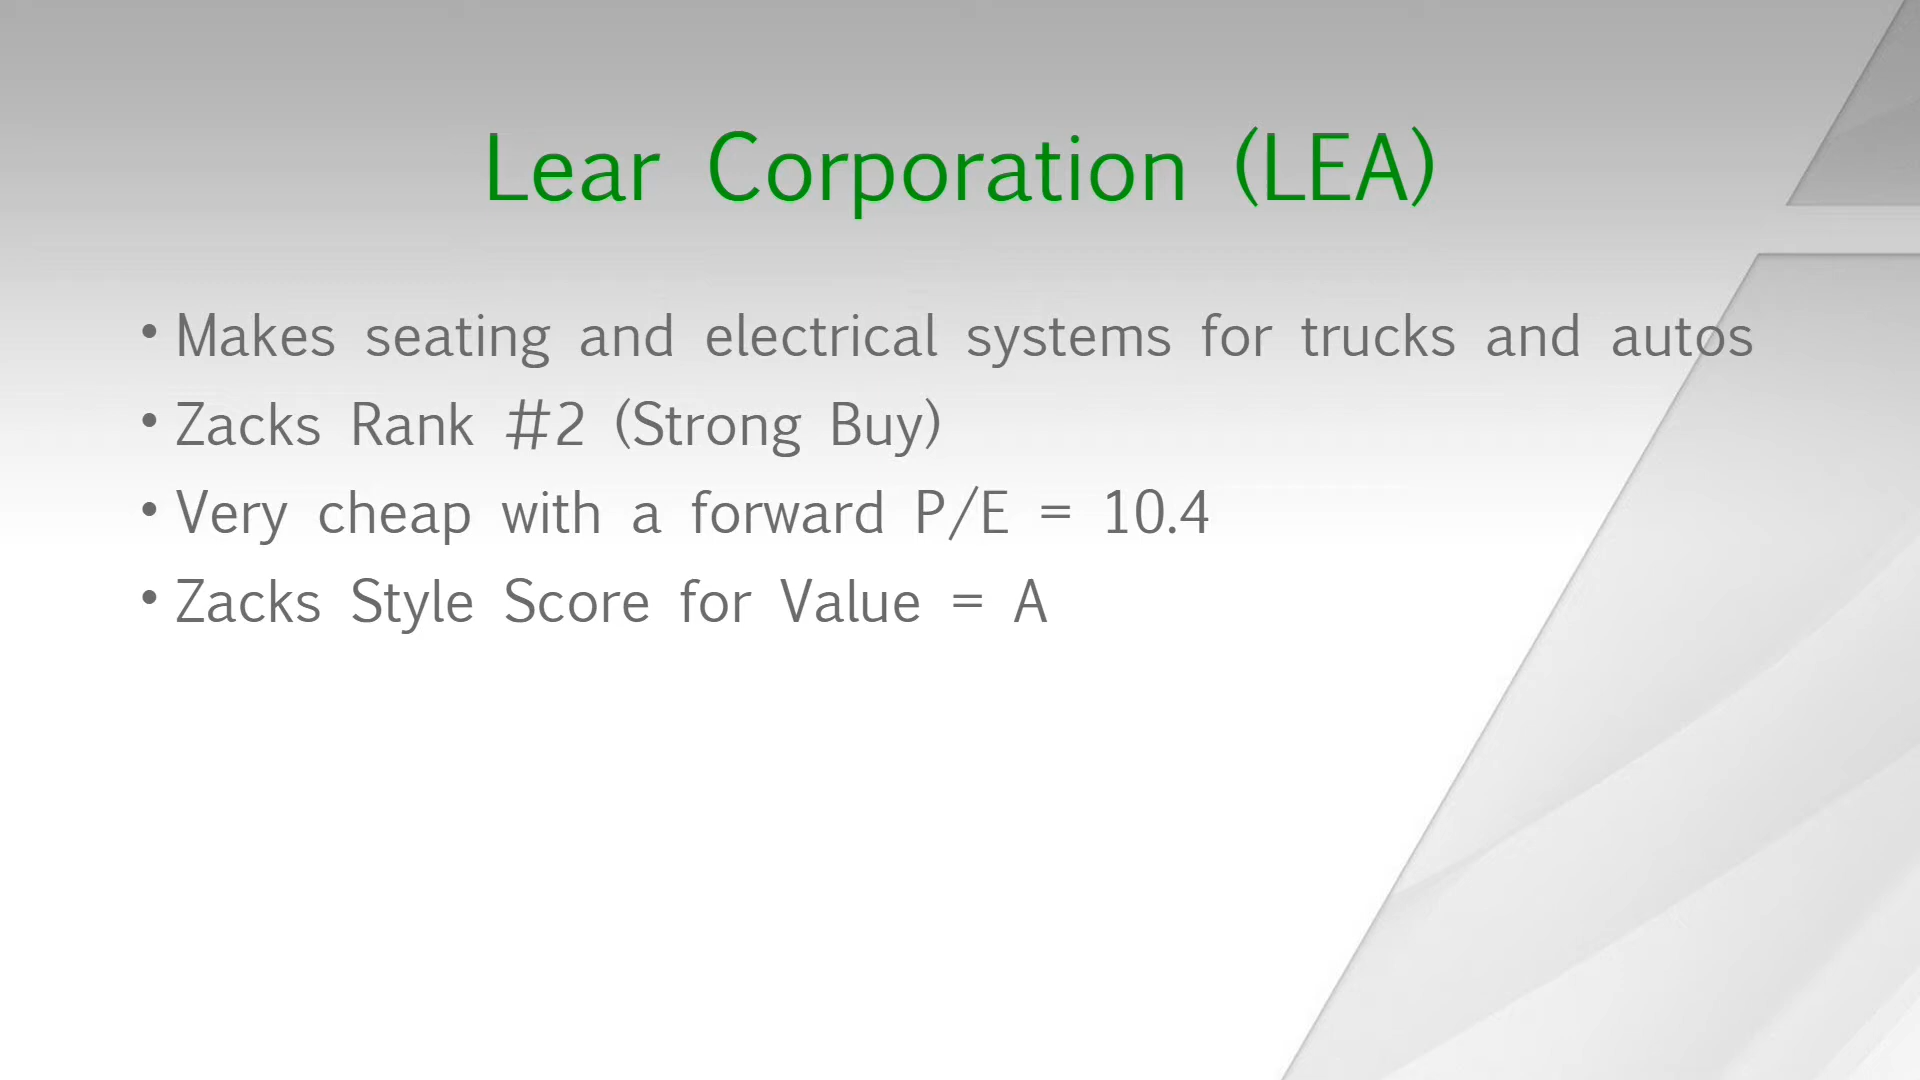 Lear Corporation (LEA)
• Makes seating and electrical systems for trucks and autos
• Zacks Rank #2 (Strong Buy)
• Very cheap with a forward P/E = 10.4
• Zacks Style Score for Value = A